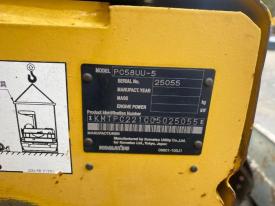 MODEL PC58UU-5
SERIAL NO. 25055
MANUFACT. YEAR
MASS kg
ENGINE POWER kW
Product Identification Number
*KMTPC221C05025055*
Manufactured by Komatsu Utility Co.,Ltd.
for Komatsu Ltd., Tokyo, Japan
KOMATSU